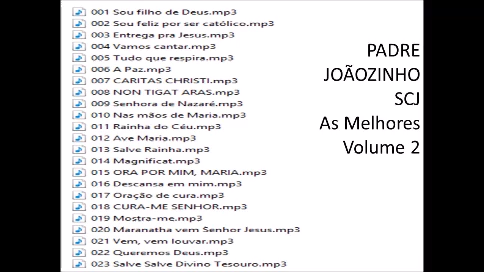 001 Sou filho de Deus.mp3
002 Sou feliz por ser católico.mp3
003 Entrega pra Jesus.mp3
004 Vamos cantar.mp3
005 Tudo que respira.mp3
006 A Paz.mp3
007 CARITAS CHRISTI.mp3
008 NON TIGAT ARAS.mp3
009 Senhora de Nazaré.mp3
010 Nas mãos de Maria.mp3
011 Rainha do Céu.mp3
012 Ave Maria.mp3
013 Salve Rainha.mp3
014 Magnificat.mp3
015 ORA POR MIM, MARIA.mp3
016 Descansa em mim.mp3
017 Oração de cura.mp3
018 CURA-ME SENHOR.mp3
019 Mostra-me.mp3
020 Maranatha vem Senhor Jesus.mp3
021 Vem, vem louvar.mp3
022 Queremos Deus.mp3
023 Salve Salve Divino Tesouro.mp3
PADRE
JOÃOZINHO
SCJ
As Melhores
Volume 2